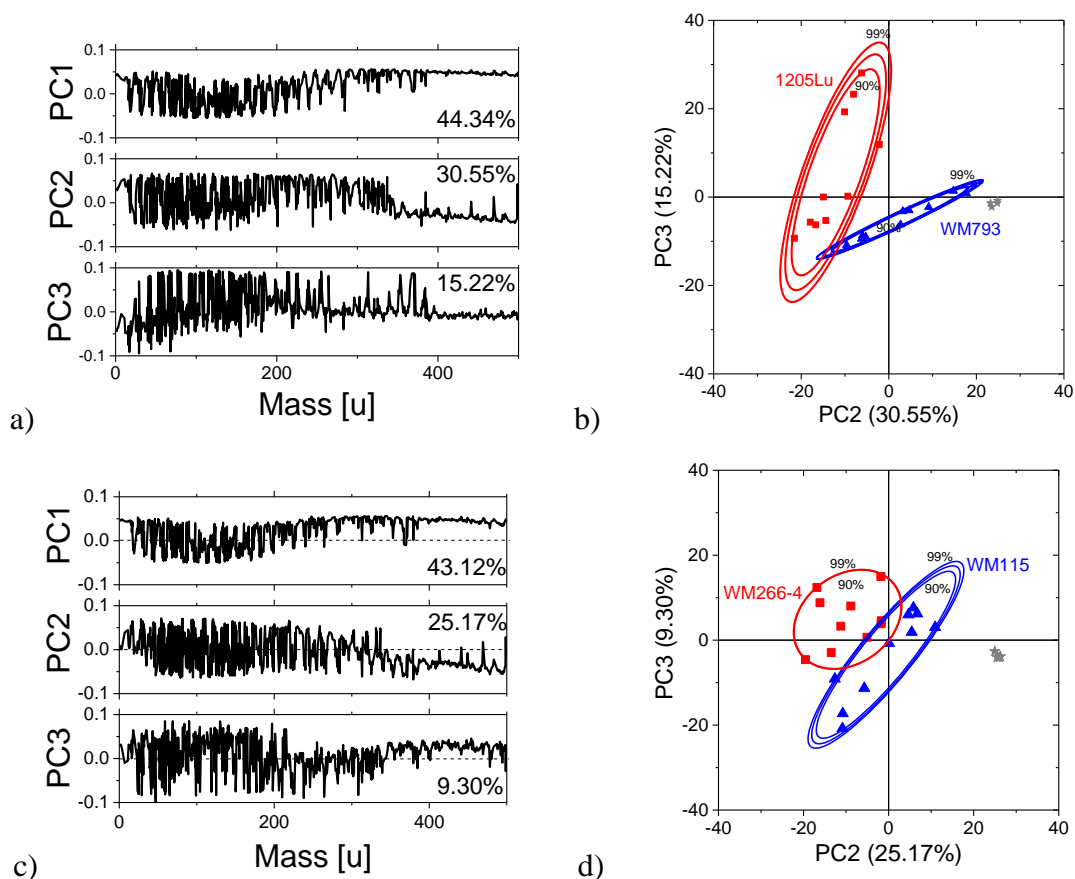 0.1
0.0
-0.1
PC1
44.34%
0.1
0.0
-0.1
PC2
30.55%
0.1
0.0
-0.1
PC3
15.22%
0 200 400
Mass [u]
a)
40
20
0
-20
-40
PC3 (15.22%)
99%
1205Lu
90%
99%
90%
WM793
-40 -20 0 20 40
PC2 (30.55%)
b)
0.1
0.0
-0.1
PC1
43.12%
0.1
0.0
-0.1
PC2
25.17%
0.1
0.0
-0.1
PC3
9.30%
0 200 400
Mass [u]
c)
40
20
0
-20
-40
PC3 (9.30%)
99%
99%
WM115
WM266-4
90%
90%
-40 -20 0 20 40
PC2 (25.17%)
d)